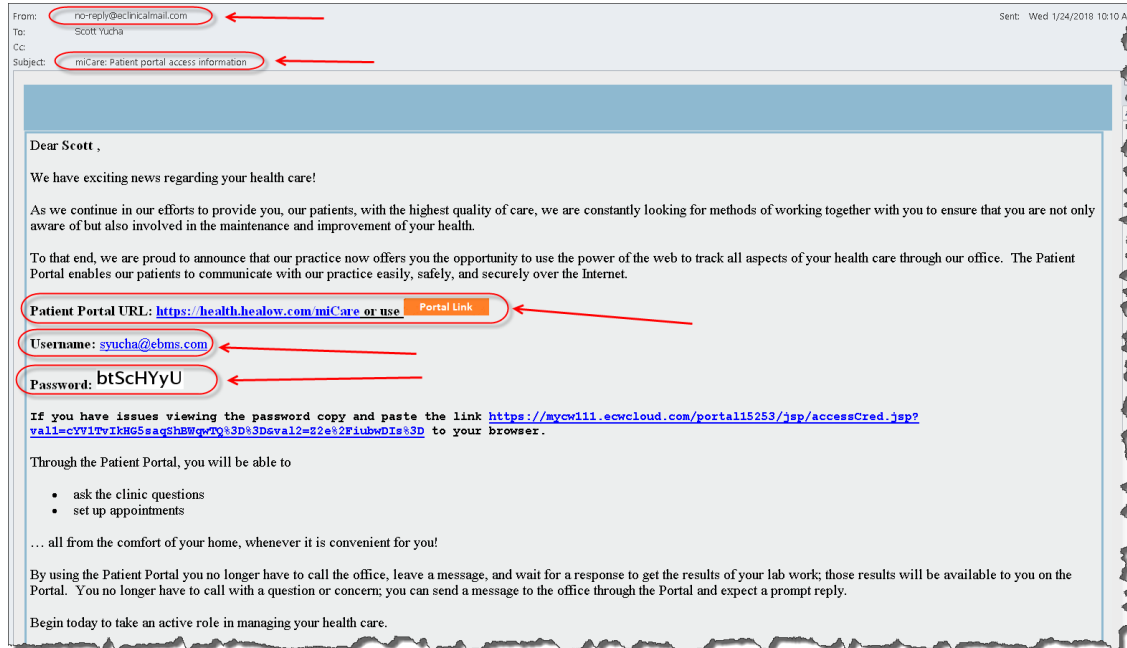 From: no-reply@eclinicalmail.com Sent: Wed 1/24/2018 10:10 A
To: Scott Yucha
Cc:
Subject: miCare: Patient portal access information
Dear Scott ,
We have exciting news regarding your health care!
As we continue in our efforts to provide you, our patients, with the highest quality of care, we are constantly looking for methods of working together with you to ensure that you are not only
aware of but also involved in the maintenance and improvement of your health.
To that end, we are proud to announce that our practice now offers you the opportunity to use the power of the web to track all aspects of your health care through our office. The Patient
Portal enables our patients to communicate with our practice easily, safely, and securely over the Internet.
Patient Portal URL: https://health.healow.com/miCare or use Portal Link
Username: syucha@ebms.com
Password: btScHYyU
If you have issues viewing the password copy and paste the link https://mycw111.ecwcloud.com/portal15253/jsp/accessCred.jsp?
val1=cYV1TvIkHG5saqShBWqwTQ%3D%3D&val2=Z2e%2FiubwDIs%3D to your browser.
Through the Patient Portal, you will be able to
• ask the clinic questions
• set up appointments
… all from the comfort of your home, whenever it is convenient for you!
By using the Patient Portal you no longer have to call the office, leave a message, and wait for a response to get the results of your lab work; those results will be available to you on the
Portal. You no longer have to call with a question or concern; you can send a message to the office through the Portal and expect a prompt reply.
Begin today to take an active role in managing your health care.